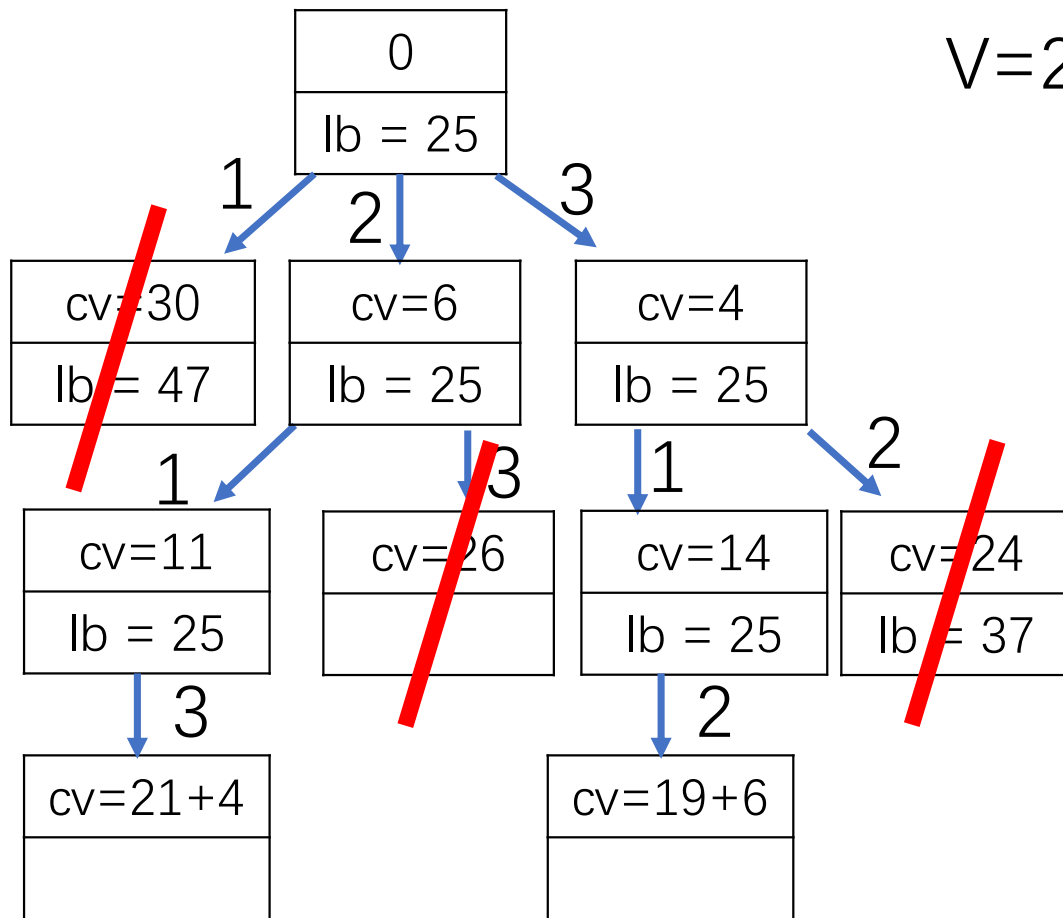 0
V=2
lb = 25
1
2
3
cv=30
cv=6
cv=4
lb = 47
lb = 25
lb = 25
1
3
1
2
cv=11
cv=26
cv=14
cv=24
lb = 25
lb = 25
lb = 37
3
2
cv=21+4
cv=19+6